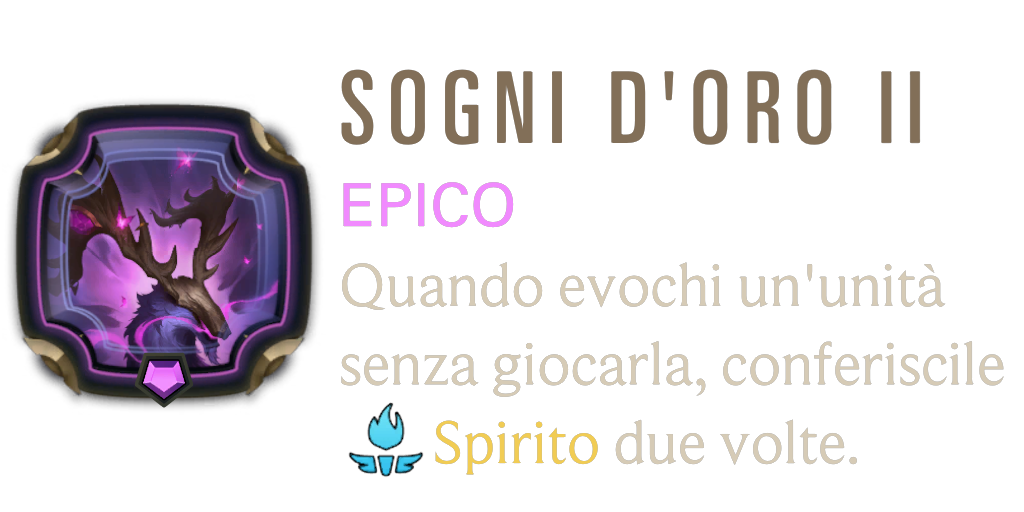 SOGNI D'ORO II
EPICO
Quando evochi un'unità
senza giocarla, conferiscile
Spirito due volte.